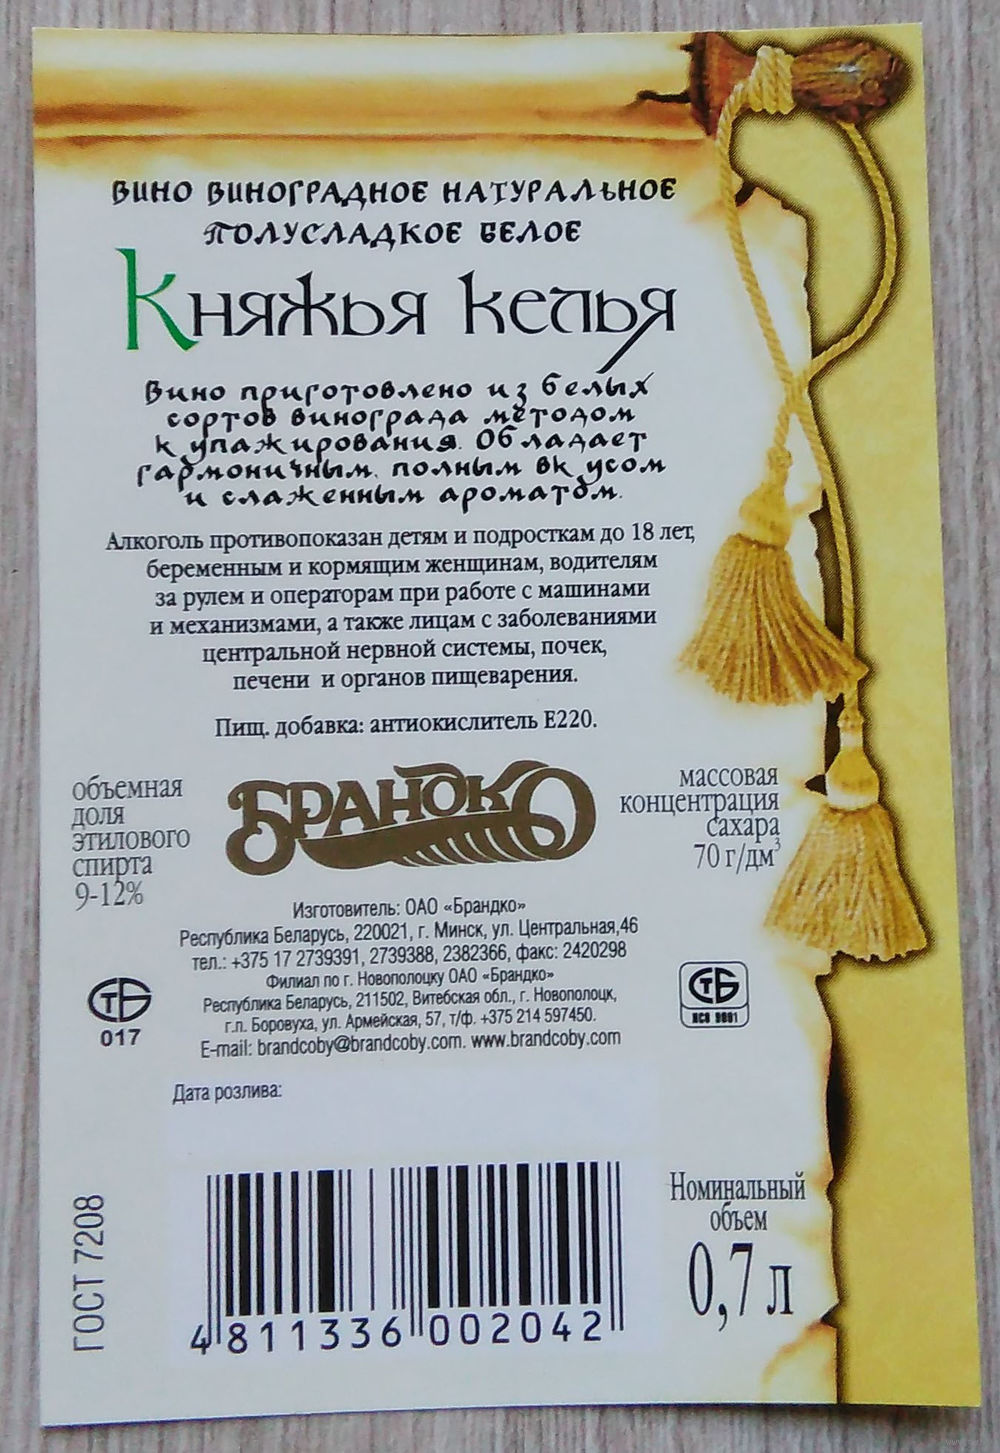 Вино виноградное натуральное
полусладкое белое
Княжья келья
Вино приготовлено из белых
сортов винограда методом
купажирования. Обладает
гармоничным, полным вкусом
и слаженным ароматом.
Алкоголь противопоказан детям и подросткам до 18 лет,
беременным и кормящим женщинам, водителям
за рулем и операторам при работе с машинами
и механизмами, а также лицам с заболеваниями
центральной нервной системы, почек,
печени и органов пищеварения.
Пищ. добавка: антиокислитель Е220.
объемная
доля
этилового
спирта
9-12%
БРАНДКО
массовая
концентрация
сахара
70 г/дм³
Изготовитель: ОАО «Брандко»
Республика Беларусь, 220021, г. Минск, ул. Центральная,46
тел.: +375 17 2739391, 2739388, 2382366, факс: 2420298
Филиал по г. Новополоцку ОАО «Брандко»
Республика Беларусь, 211502, Витебская обл., г. Новополоцк,
г.п. Боровуха, ул. Армейская, 57, т/ф. +375 214 597450.
E-mail: brandcoby@brandcoby.com. www.brandcoby.com
СТБ
017
СТБ
ИСО 9001
Дата розлива:
ГОСТ 7208
4 811336 002042
Номинальный
объем
0,7 л